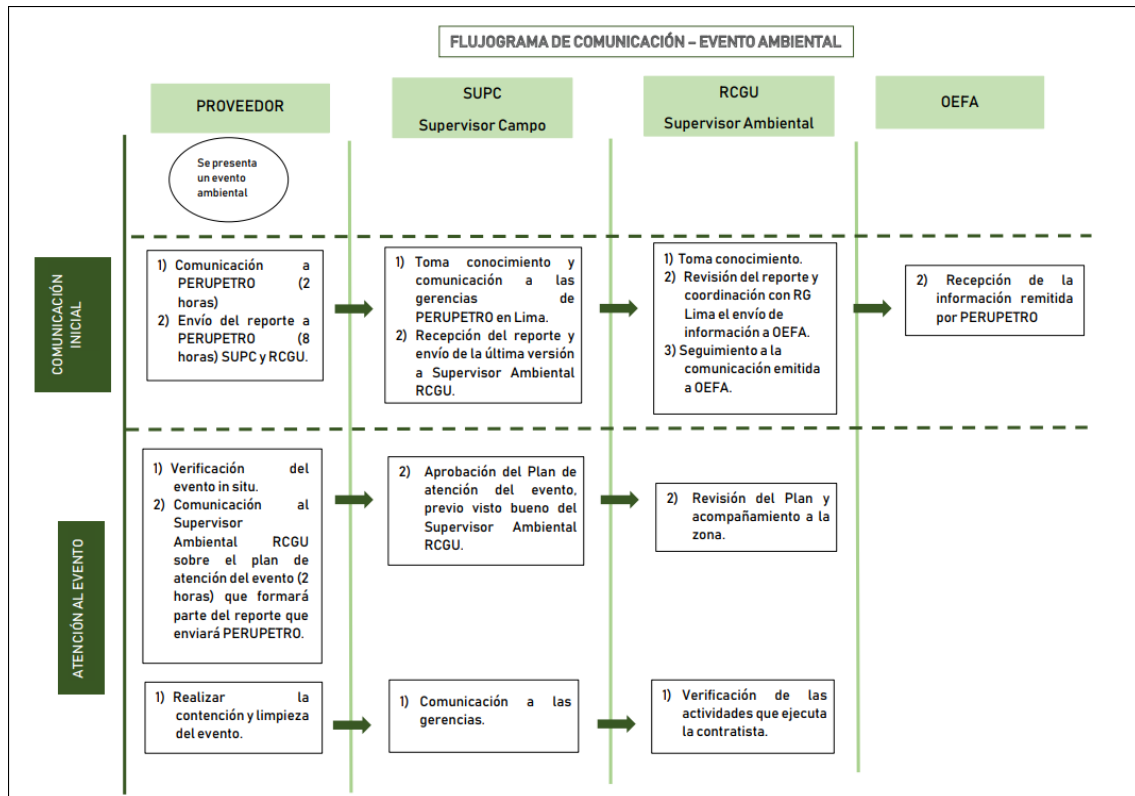 FLUJOGRAMA DE COMUNICACIÓN – EVENTO AMBIENTAL
PROVEEDOR
SUPC
Supervisor Campo
RCGU
Supervisor Ambiental
OEFA
Se presenta
un evento
ambiental
COMUNICACIÓN
INICIAL
1) Comunicación a
PERUPETRO (2
horas)
2) Envío del reporte a
PERUPETRO (8
horas) SUPC y RCGU.
1) Toma conocimiento y
comunicación a las
gerencias de
PERUPETRO en Lima.
2) Recepción del reporte y
envío de la última versión
a Supervisor Ambiental
RCGU.
1) Toma conocimiento.
2) Revisión del reporte y
coordinación con RG
Lima el envío de
información a OEFA.
3) Seguimiento a la
comunicación emitida
a OEFA.
2) Recepción de la
información remitida
por PERUPETRO
ATENCIÓN AL EVENTO
1) Verificación del
evento in situ.
2) Comunicación al
Supervisor
Ambiental RCGU
sobre el plan de
atención del evento (2
horas) que formará
parte del reporte que
enviará PERUPETRO.
2) Aprobación del Plan de
atención del evento,
previo visto bueno del
Supervisor Ambiental
RCGU.
2) Revisión del Plan y
acompañamiento a la
zona.
1) Realizar la
contención y limpieza
del evento.
1) Comunicación a las
gerencias.
1) Verificación de las
actividades que ejecuta
la contratista.